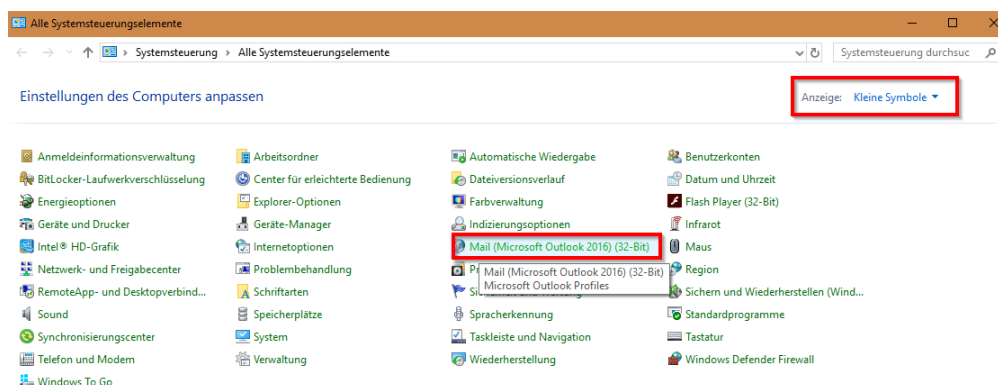 Alle Systemsteuerungselemente
Systemsteuerung › Alle Systemsteuerungselemente
Systemsteuerung durchsuc
Einstellungen des Computers anpassen
Anzeige: Kleine Symbole
Anmeldeinformationsverwaltung
Arbeitsordner
Automatische Wiedergabe
Benutzerkonten
BitLocker-Laufwerkverschlüsselung
Center für erleichterte Bedienung
Dateiversionsverlauf
Datum und Uhrzeit
Energieoptionen
Explorer-Optionen
Farbverwaltung
Flash Player (32-Bit)
Geräte und Drucker
Geräte-Manager
Indizierungsoptionen
Infrarot
Intel® HD-Grafik
Internetoptionen
Mail (Microsoft Outlook 2016) (32-Bit)
Maus
Netzwerk- und Freigabecenter
Problembehandlung
Mail (Microsoft Outlook 2016) (32-Bit)
Microsoft Outlook Profiles
Region
RemoteApp- und Desktopverbind...
Schriftarten
Sichern und Wiederherstellen (Wind...
Sound
Speicherplätze
Spracherkennung
Standardprogramme
Synchronisierungscenter
System
Taskleiste und Navigation
Tastatur
Telefon und Modem
Verwaltung
Wiederherstellung
Windows Defender Firewall
Windows To Go